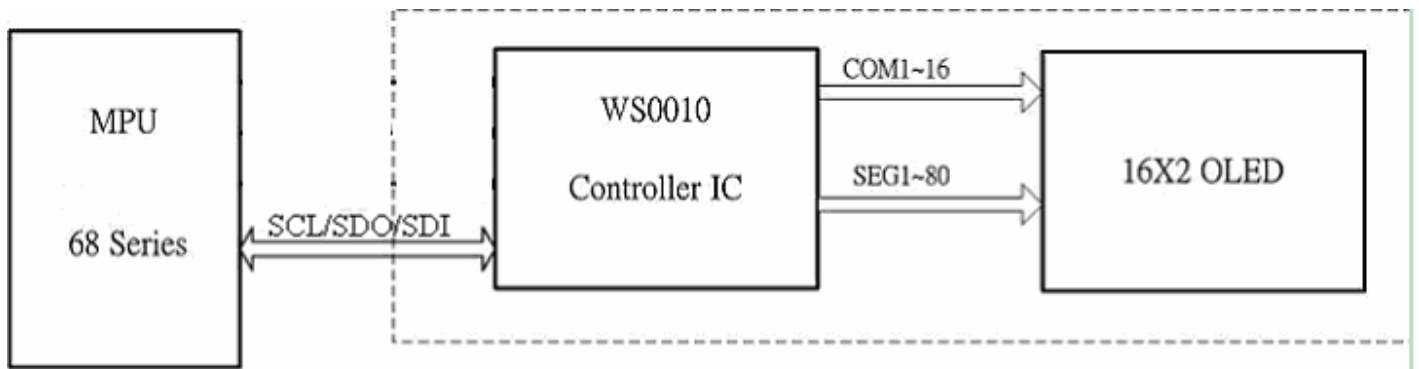 MPU
68 Series
SCL/SDO/SDI
WS0010
Controller IC
COM1~16
SEG1~80
16X2 OLED